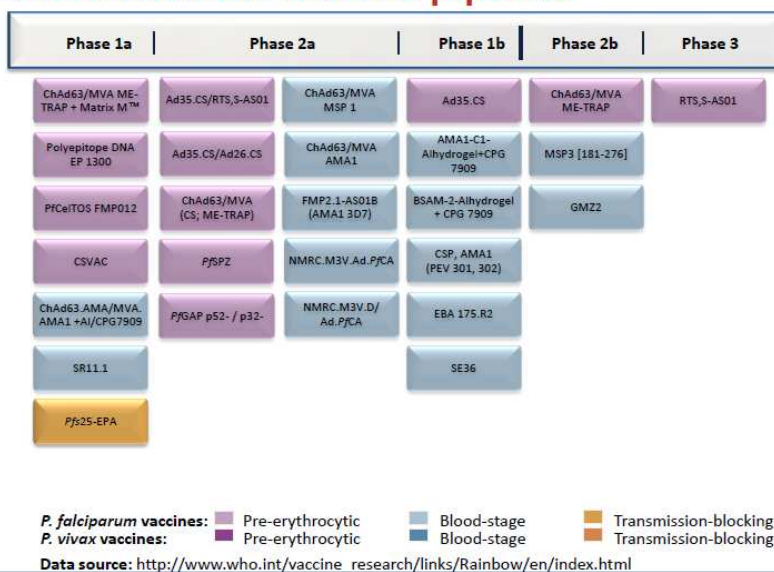 Phase 1a
Phase 2a
Phase 1b
Phase 2b
Phase 3
ChAd63/MVA ME-
TRAP + Matrix M™
Polyepitope DNA
EP 1300
PfCelTOS FMP012
CSVAC
ChAd63.AMA/MVA.
AMA1 +Al/CPG7909
SR11.1
Pfs25-EPA
Ad35.CS/RTS,S-AS01
Ad35.CS/Ad26.CS
ChAd63/MVA
(CS; ME-TRAP)
PfSPZ
PfGAP p52- / p32-
ChAd63/MVA
MSP 1
ChAd63/MVA
AMA1
FMP2.1-AS01B
(AMA1 3D7)
NMRC.M3V.Ad.PfCA
NMRC.M3V.D/
Ad.PfCA
Ad35.CS
AMA1-C1-
Alhydrogel+CPG
7909
BSAM-2-Alhydrogel
+ CPG 7909
CSP, AMA1
(PEV 301, 302)
EBA 175.R2
SE36
ChAd63/MVA
ME-TRAP
MSP3 [181-276]
GMZ2
RTS,S-AS01
P. falciparum vaccines: Pre-erythrocytic Blood-stage Transmission-blocking
P. vivax vaccines: Pre-erythrocytic Blood-stage Transmission-blocking
Data source: http://www.who.int/vaccine_research/links/Rainbow/en/index.html